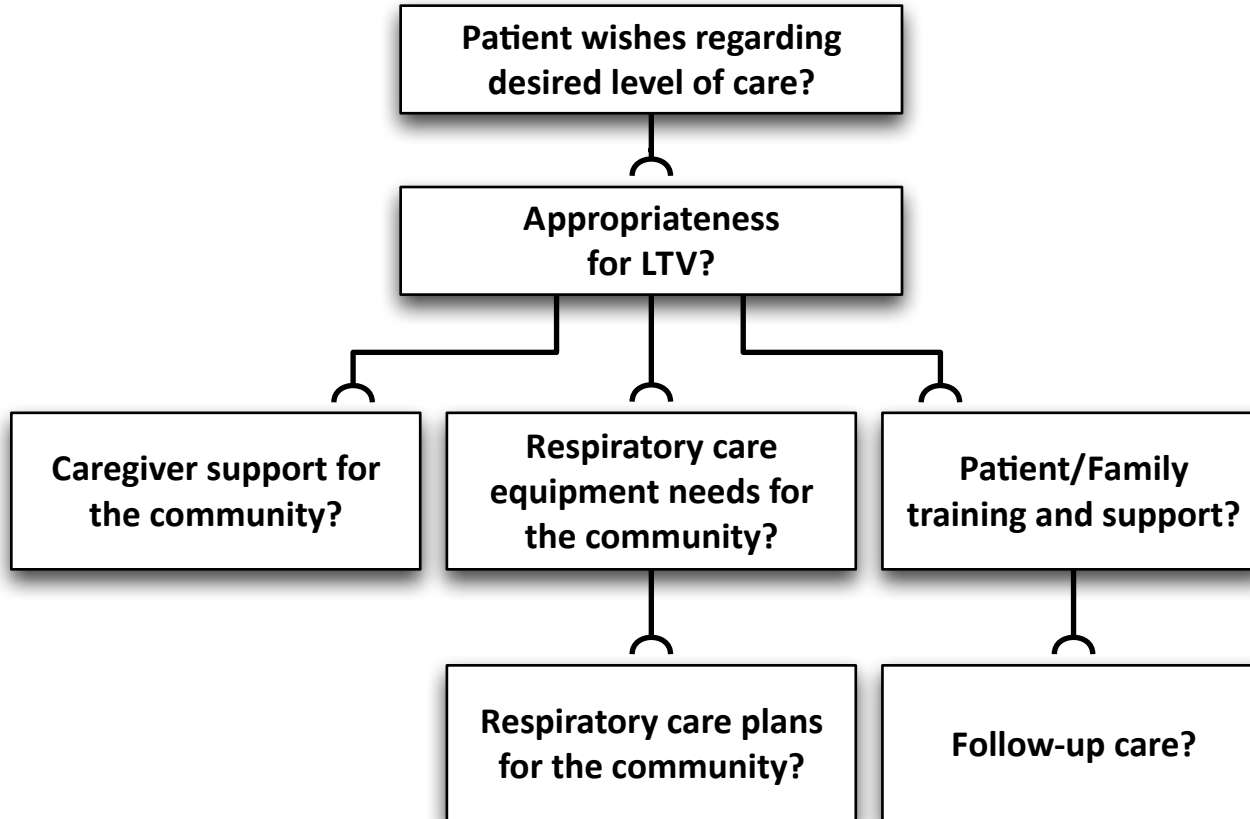 Patient wishes regarding
desired level of care?
Appropriateness
for LTV?
Caregiver support for
the community?
Respiratory care
equipment needs for
the community?
Patient/Family
training and support?
Respiratory care plans
for the community?
Follow-up care?